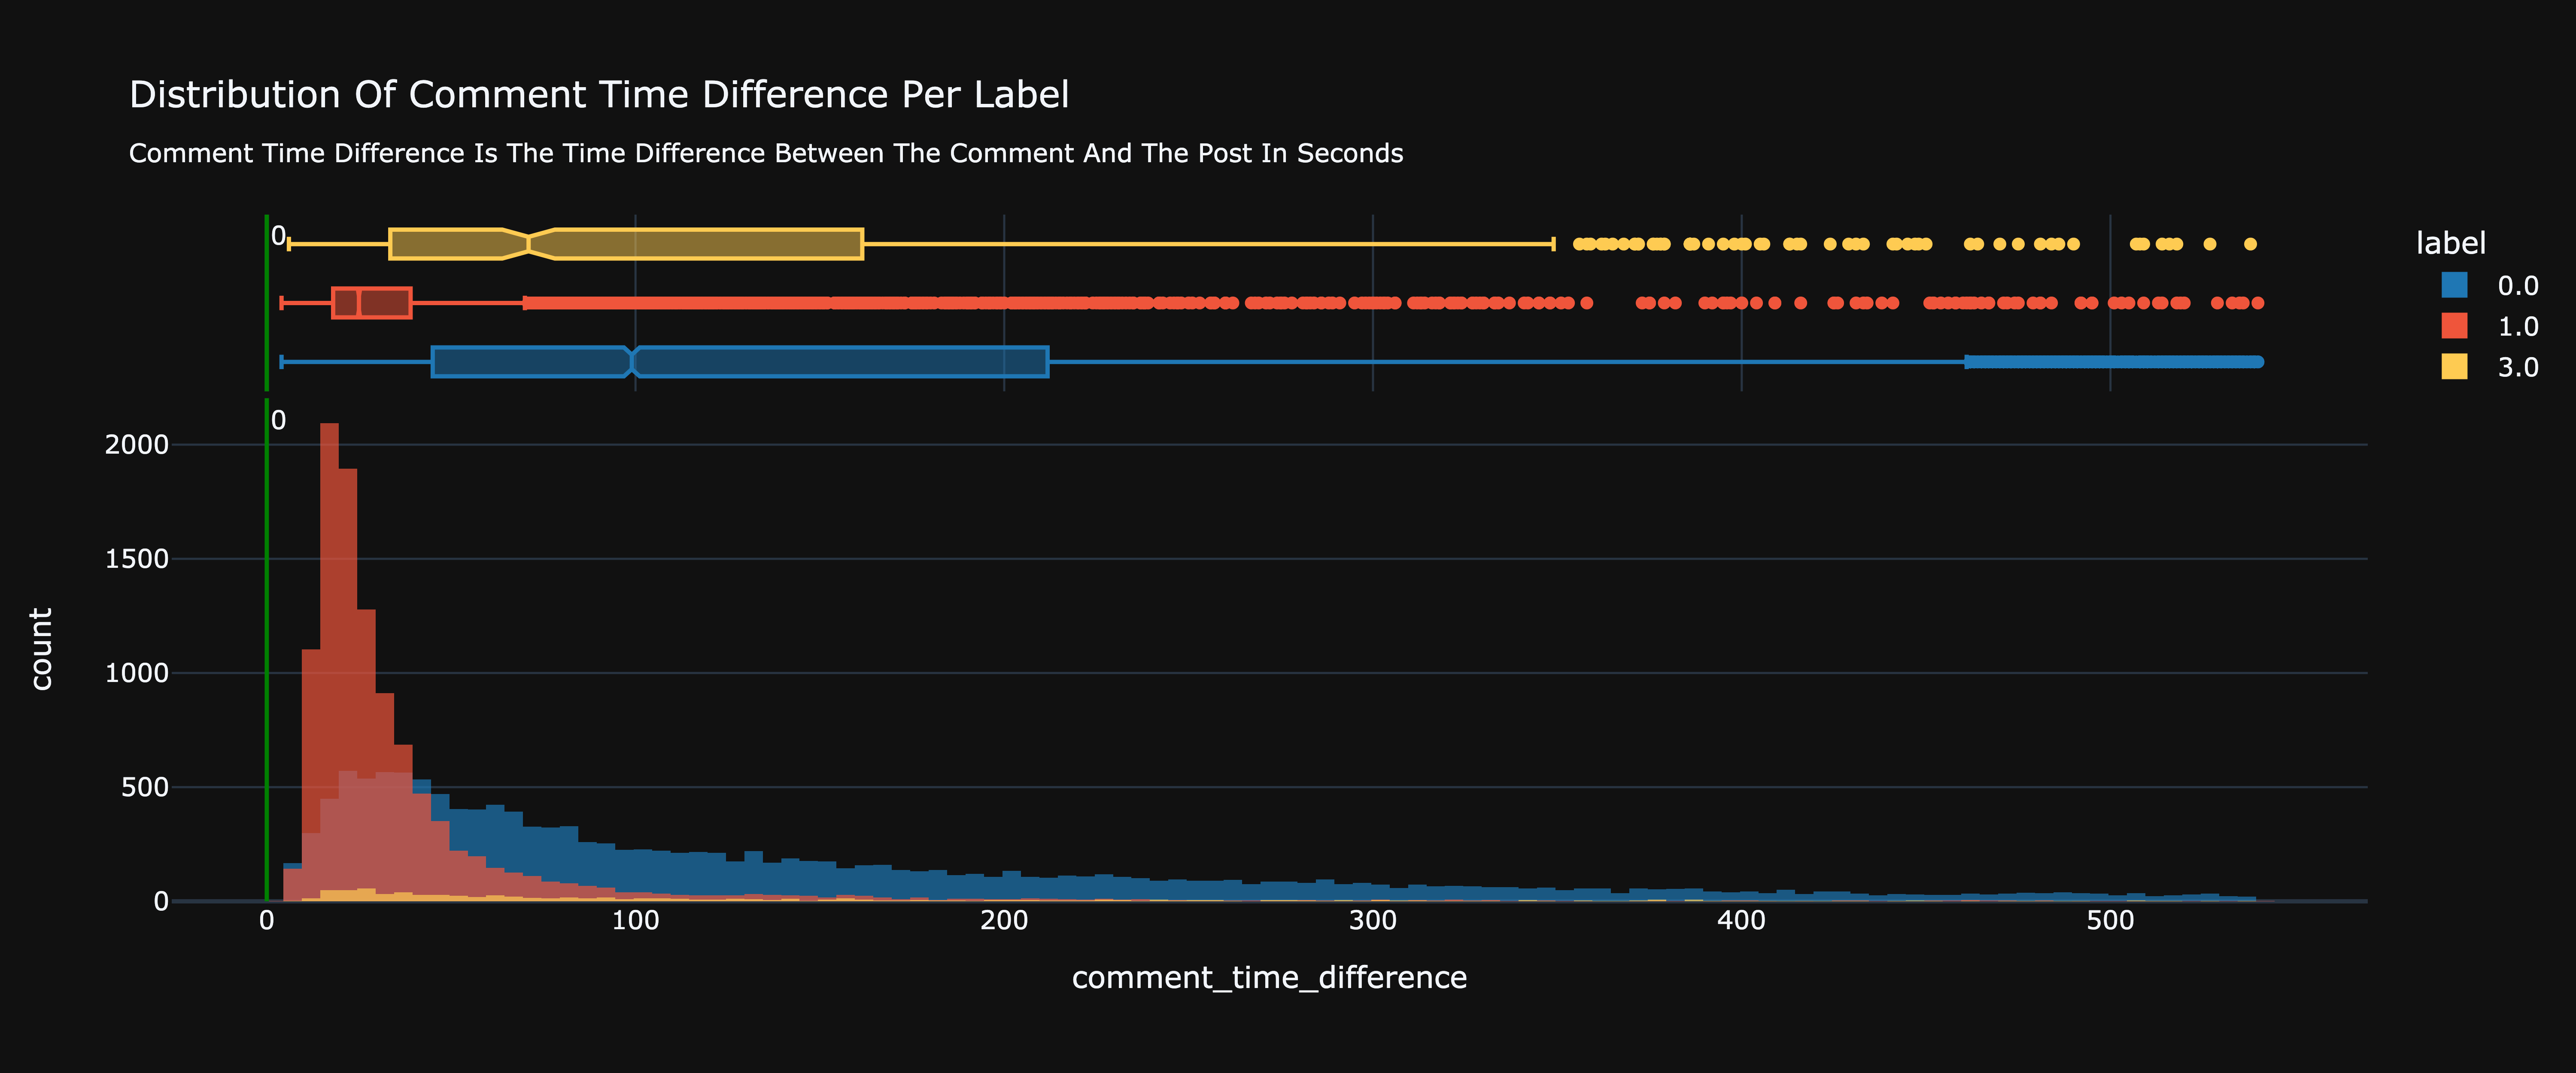 Distribution Of Comment Time Difference Per Label
Comment Time Difference Is The Time Difference Between The Comment And The Post In Seconds
0
label
0.0
1.0
3.0
0
2000
1500
1000
500
0
count
0 100 200 300 400 500
comment_time_difference